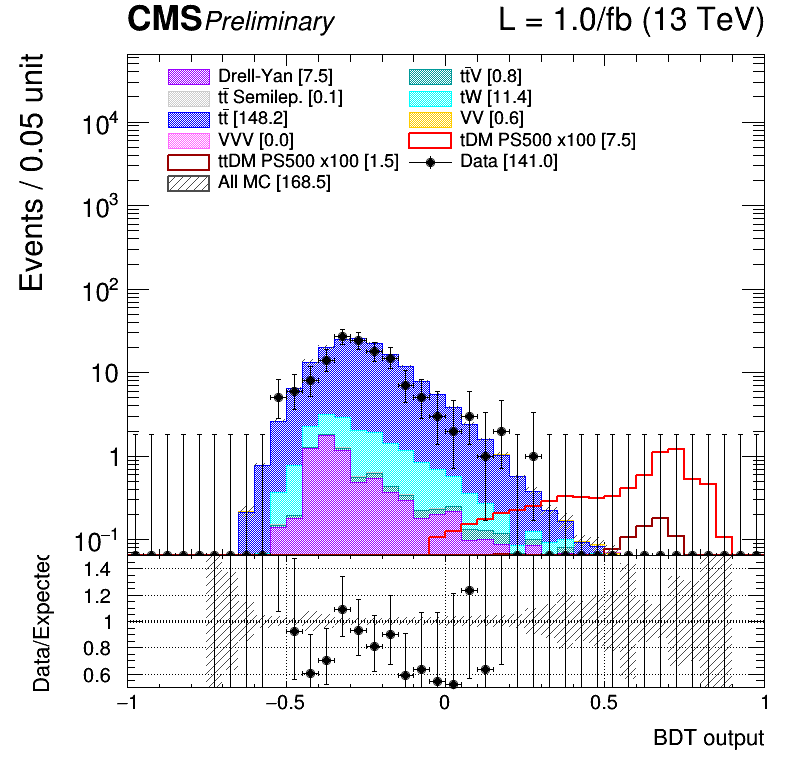 CMS Preliminary L = 1.0/fb (13 TeV)
Events / 0.05 unit
Drell-Yan [7.5] tt̄V [0.8]
tt̄ Semilep. [0.1] tW [11.4]
tt̄ [148.2] VV [0.6]
VVV [0.0] tDM PS500 x100 [7.5]
ttDM PS500 x100 [1.5] Data [141.0]
All MC [168.5]
10⁴
10³
10²
10
1
10⁻¹
Data/Expected
1.4
1.2
1
0.8
0.6
−1 −0.5 0 0.5 1
BDT output